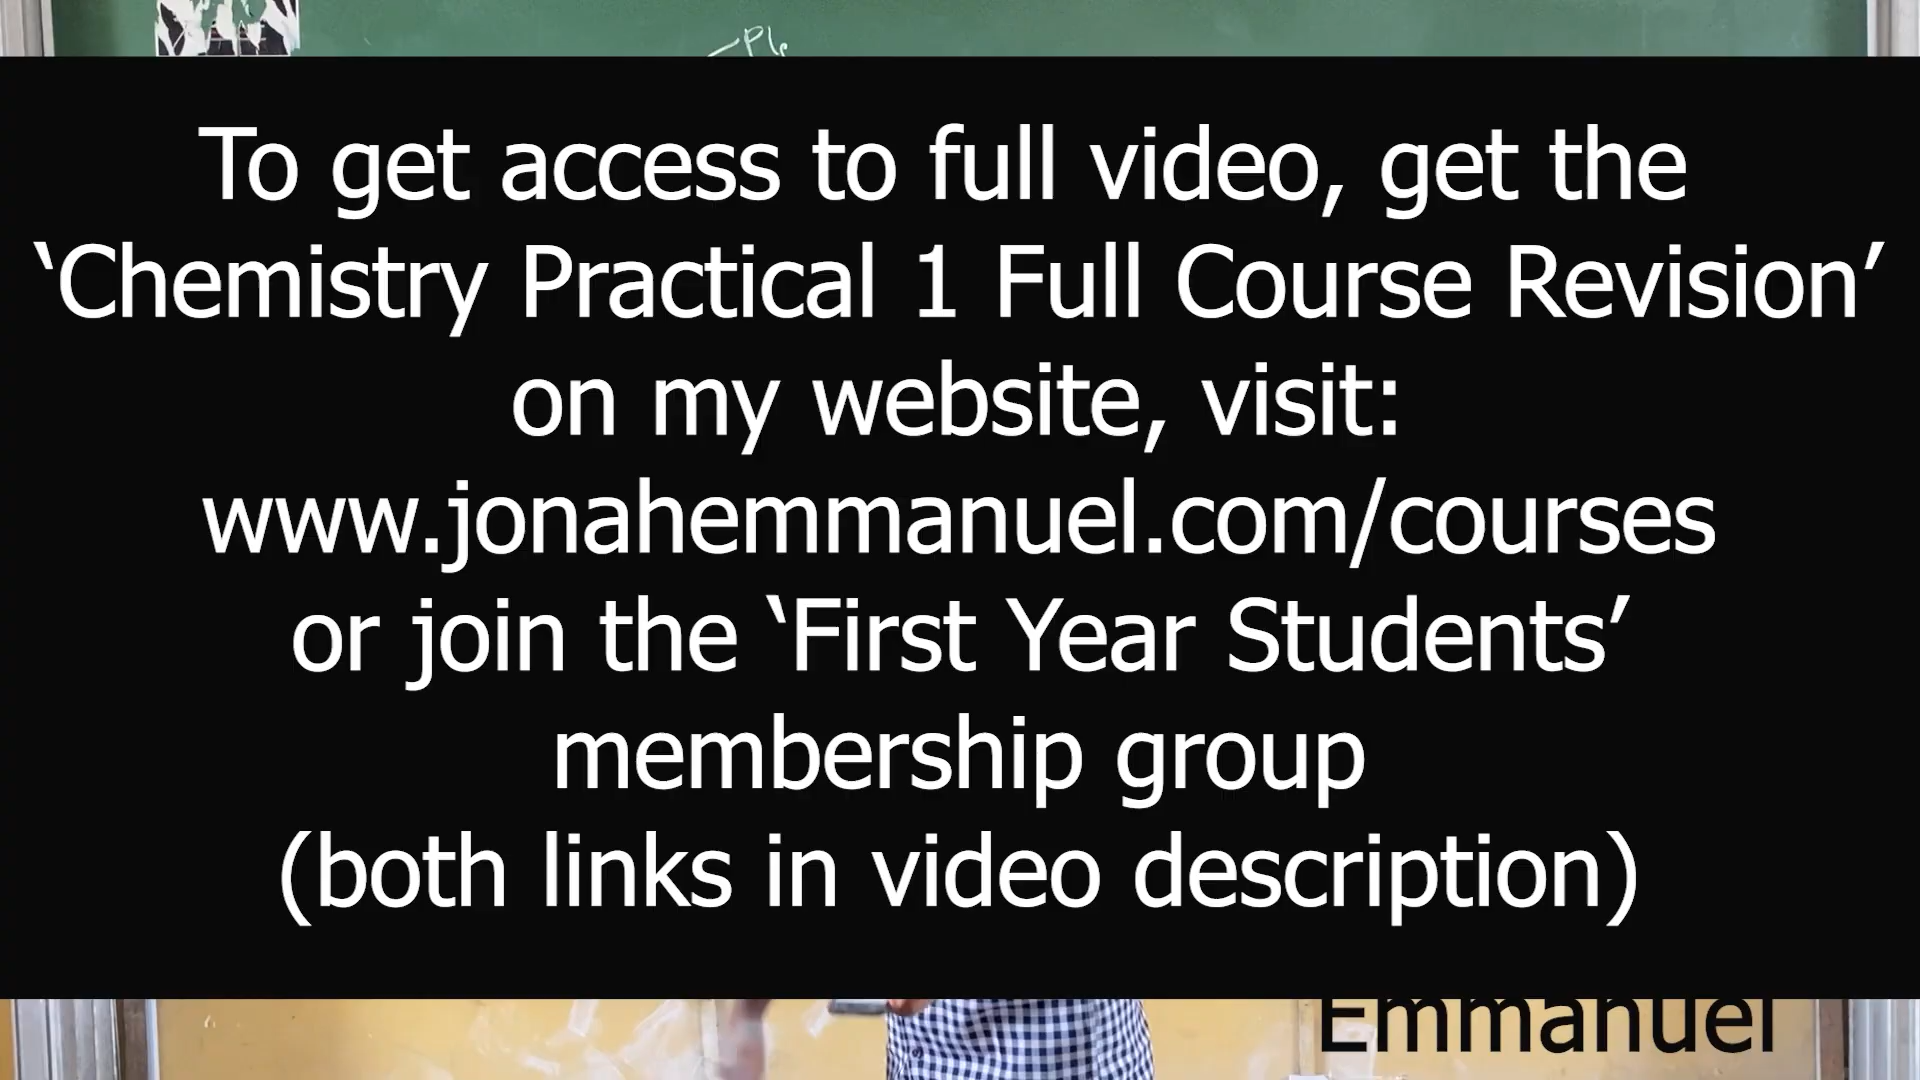 To get access to full video, get the
‘Chemistry Practical 1 Full Course Revision’
on my website, visit:
www.jonahemmanuel.com/courses
or join the ‘First Year Students’
membership group
(both links in video description)
Emmanuel